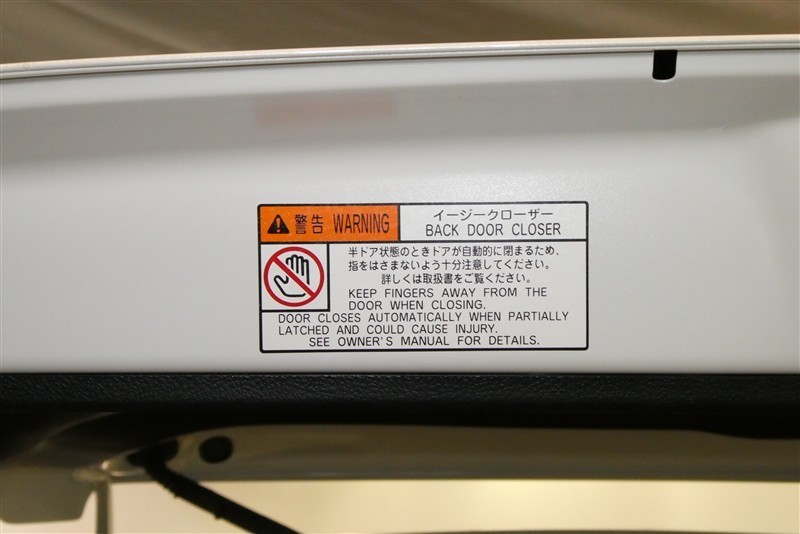 警告 WARNING
イージークローザー
BACK DOOR CLOSER
半ドア状態のときドアが自動的に閉まるため、
指をはさまないよう十分注意してください。
詳しくは取扱書をご覧ください。
KEEP FINGERS AWAY FROM THE
DOOR WHEN CLOSING.
DOOR CLOSES AUTOMATICALLY WHEN PARTIALLY
LATCHED AND COULD CAUSE INJURY.
SEE OWNER'S MANUAL FOR DETAILS.